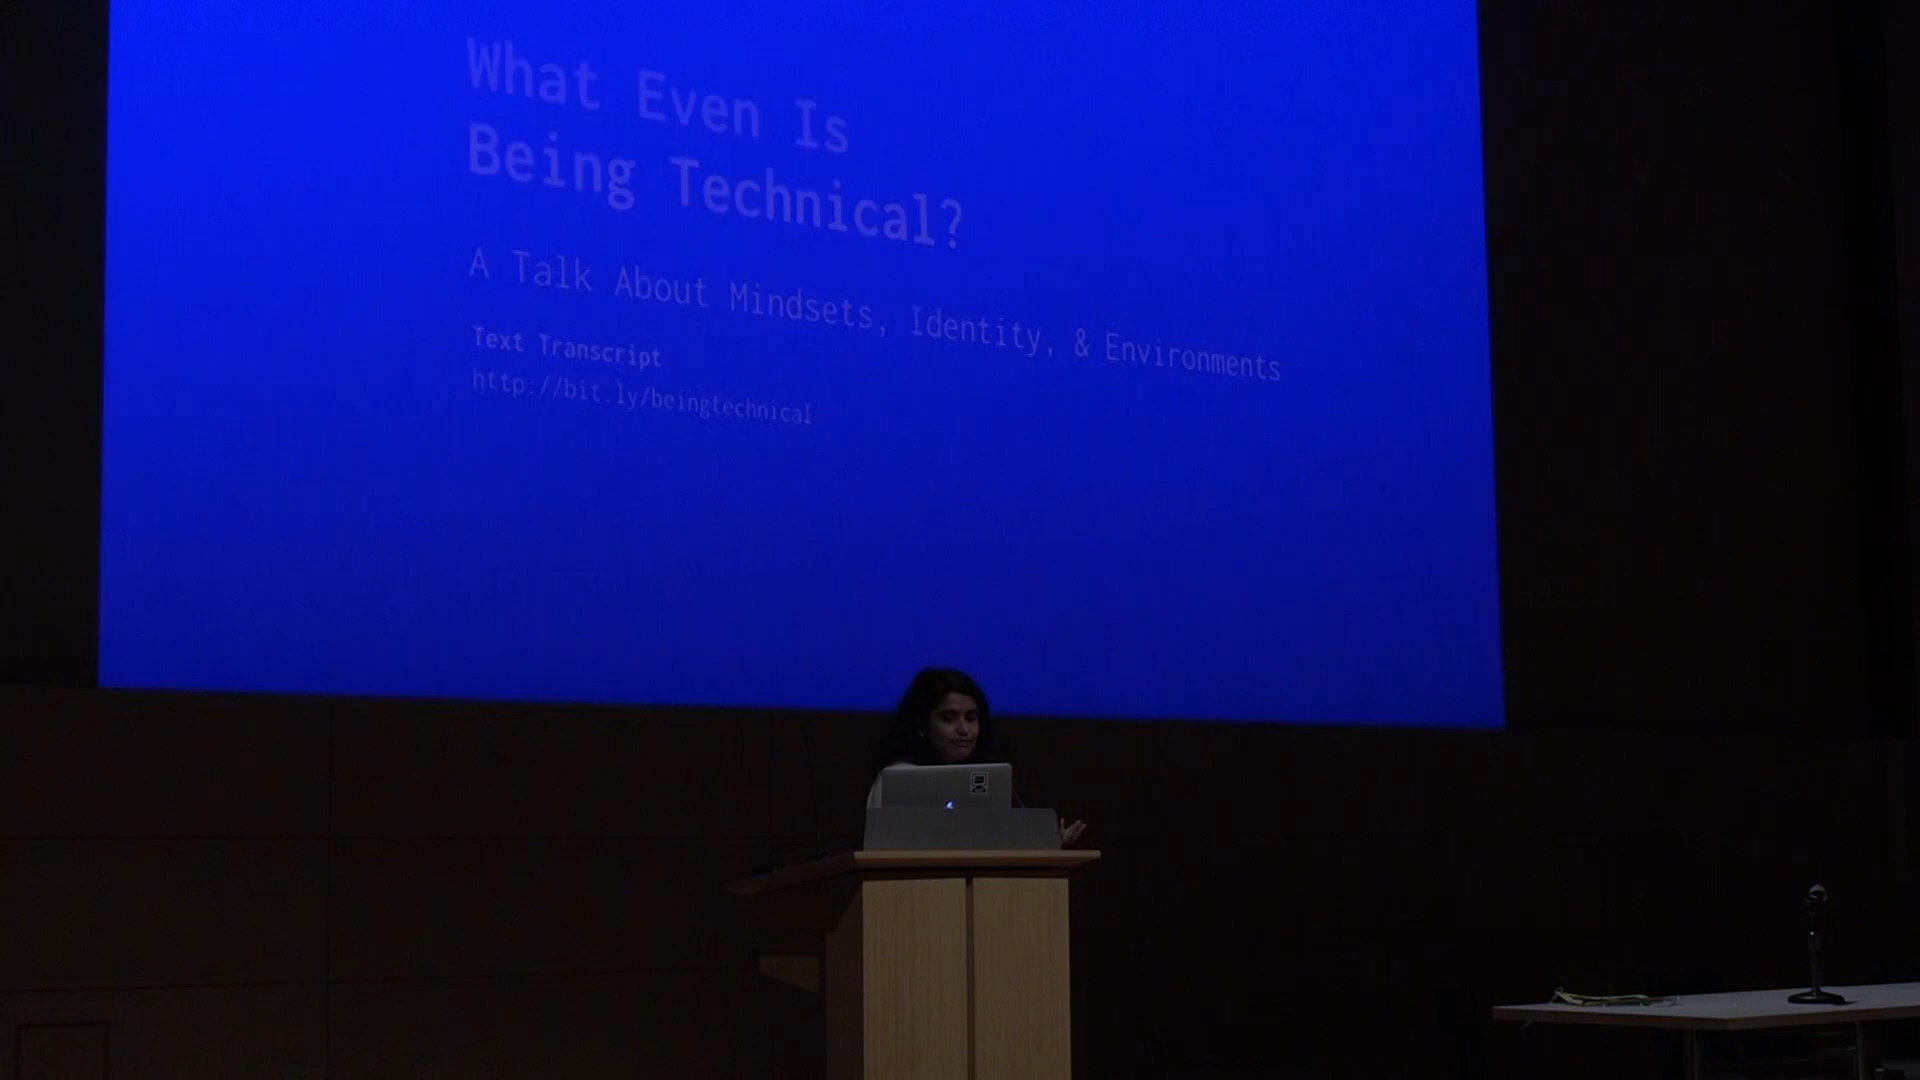 What Even Is
Being Technical?
A Talk About Mindsets, Identity, & Environments
Text Transcript
http://bit.ly/beingtechnical